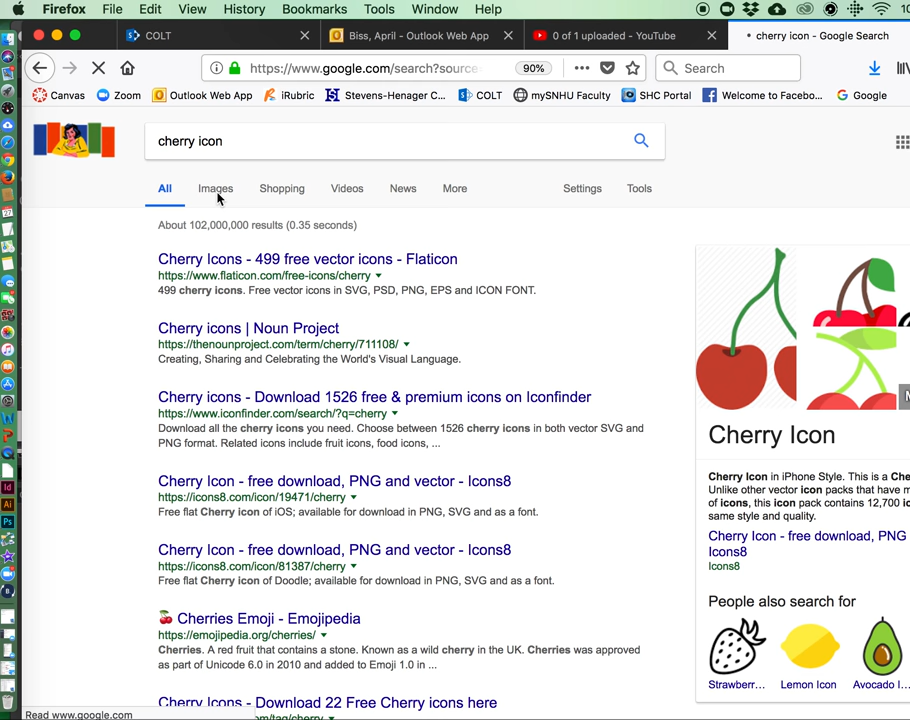 Firefox File Edit View History Bookmarks Tools Window Help 10
COLT Biss, April - Outlook Web App 0 of 1 uploaded - YouTube cherry icon - Google Search
https://www.google.com/search?source 90% Search
Canvas Zoom Outlook Web App iRubric Stevens-Henager C... COLT mySNHU Faculty SHC Portal Welcome to Facebo... Google
cherry icon
All Images Shopping Videos News More Settings Tools
About 102,000,000 results (0.35 seconds)
Cherry Icons - 499 free vector icons - Flaticon
https://www.flaticon.com/free-icons/cherry
499 cherry icons. Free vector icons in SVG, PSD, PNG, EPS and ICON FONT.
Cherry icons | Noun Project
https://thenounproject.com/term/cherry/711108/
Creating, Sharing and Celebrating the World's Visual Language.
Cherry icons - Download 1526 free & premium icons on Iconfinder
https://www.iconfinder.com/search/?q=cherry
Download all the cherry icons you need. Choose between 1526 cherry icons in both vector SVG and
PNG format. Related icons include fruit icons, food icons, ...
Cherry Icon - free download, PNG and vector - Icons8
https://icons8.com/icon/19471/cherry
Free flat Cherry icon of iOS; available for download in PNG, SVG and as a font.
Cherry Icon - free download, PNG and vector - Icons8
https://icons8.com/icon/81387/cherry
Free flat Cherry icon of Doodle; available for download in PNG, SVG and as a font.
Cherries Emoji - Emojipedia
https://emojipedia.org/cherries/
Cherries. A red fruit that contains a stone. Known as a wild cherry in the UK. Cherries was approved
as part of Unicode 6.0 in 2010 and added to Emoji 1.0 in ...
Cherry Icons - Download 22 Free Cherry icons here
om/tag/cherry
Read www.google.com
Cherry Icon
Cherry Icon in iPhone Style. This is a Che
Unlike other vector icon packs that have m
of icons, this icon pack contains 12,700 ic
same style and quality.
Cherry Icon - free download, PNG
Icons8
Icons8
People also search for
Strawberr... Lemon Icon Avocado I...